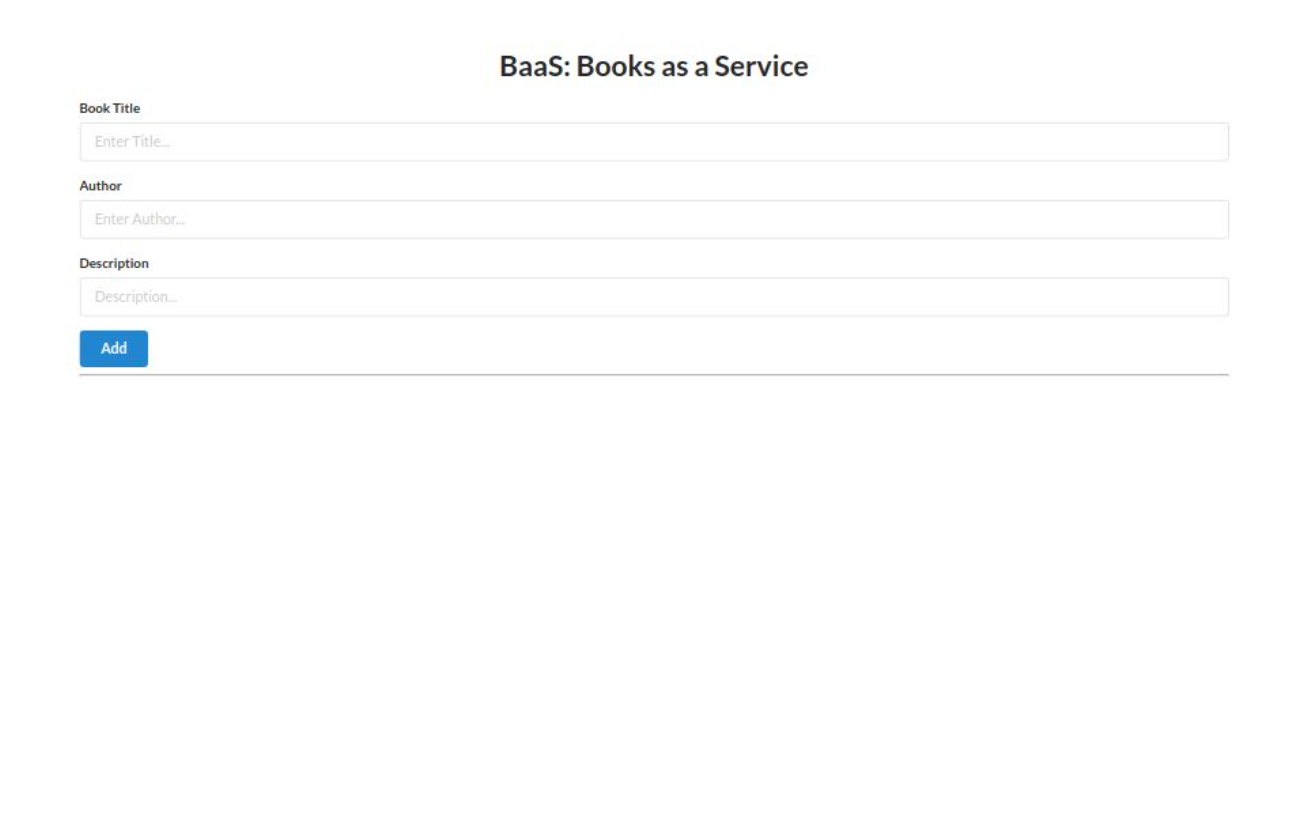 BaaS: Books as a Service
Book Title
Enter Title...
Author
Enter Author...
Description
Description...
Add